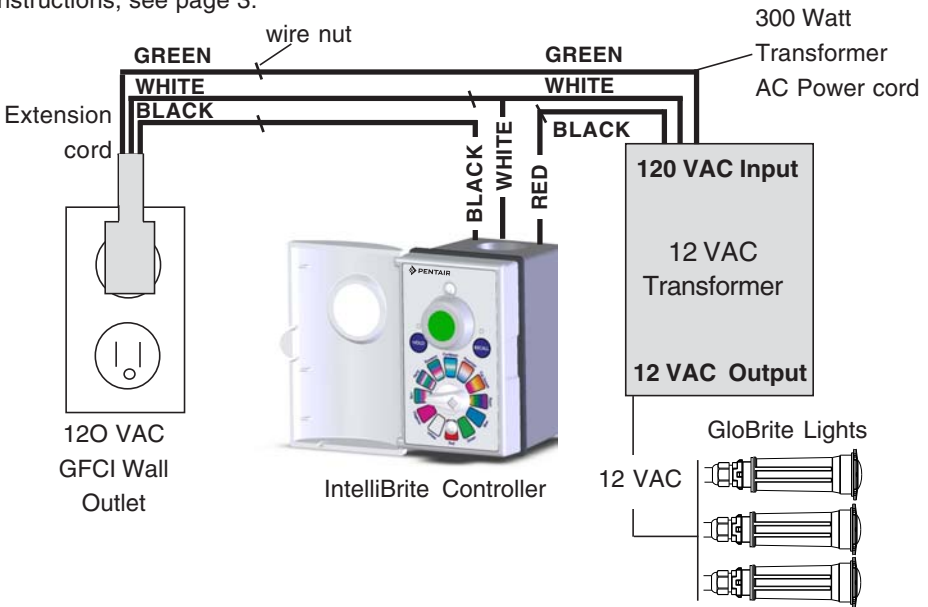 nstructions, see page 3.
300 Watt
Transformer
AC Power cord
wire nut
GREEN
GREEN
WHITE
WHITE
BLACK
BLACK
Extension
cord
BLACK
WHITE
RED
120 VAC Input
12 VAC
Transformer
12 VAC Output
PENTAIR
HOLD
RECALL
12O VAC
GFCI Wall
Outlet
IntelliBrite Controller
GloBrite Lights
12 VAC